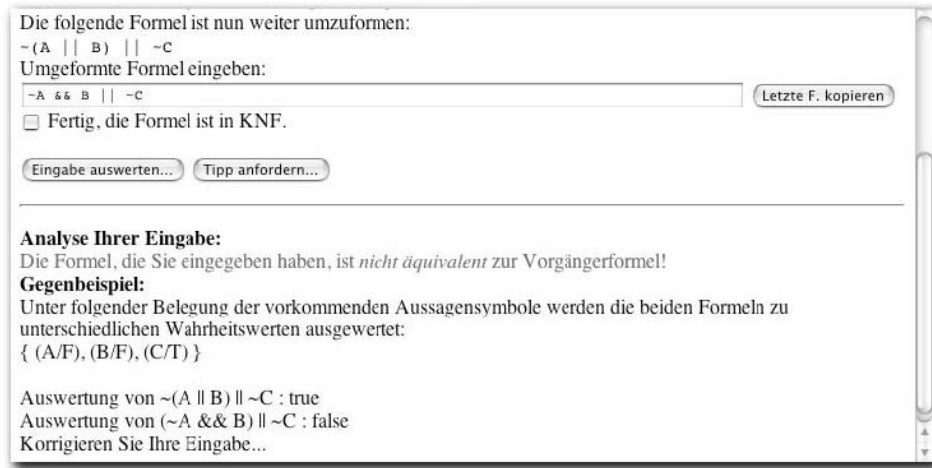 Die folgende Formel ist nun weiter umzuformen:
~(A || B) || ~C
Umgeformte Formel eingeben:
~A && B || ~C
Letzte F. kopieren
Fertig, die Formel ist in KNF.
Eingabe auswerten...
Tipp anfordern...
Analyse Ihrer Eingabe:
Die Formel, die Sie eingegeben haben, ist nicht äquivalent zur Vorgängerformel!
Gegenbeispiel:
Unter folgender Belegung der vorkommenden Aussagensymbole werden die beiden Formeln zu
unterschiedlichen Wahrheitswerten ausgewertet:
{ (A/F), (B/F), (C/T) }
Auswertung von ~(A || B) || ~C : true
Auswertung von (~A && B) || ~C : false
Korrigieren Sie Ihre Eingabe...